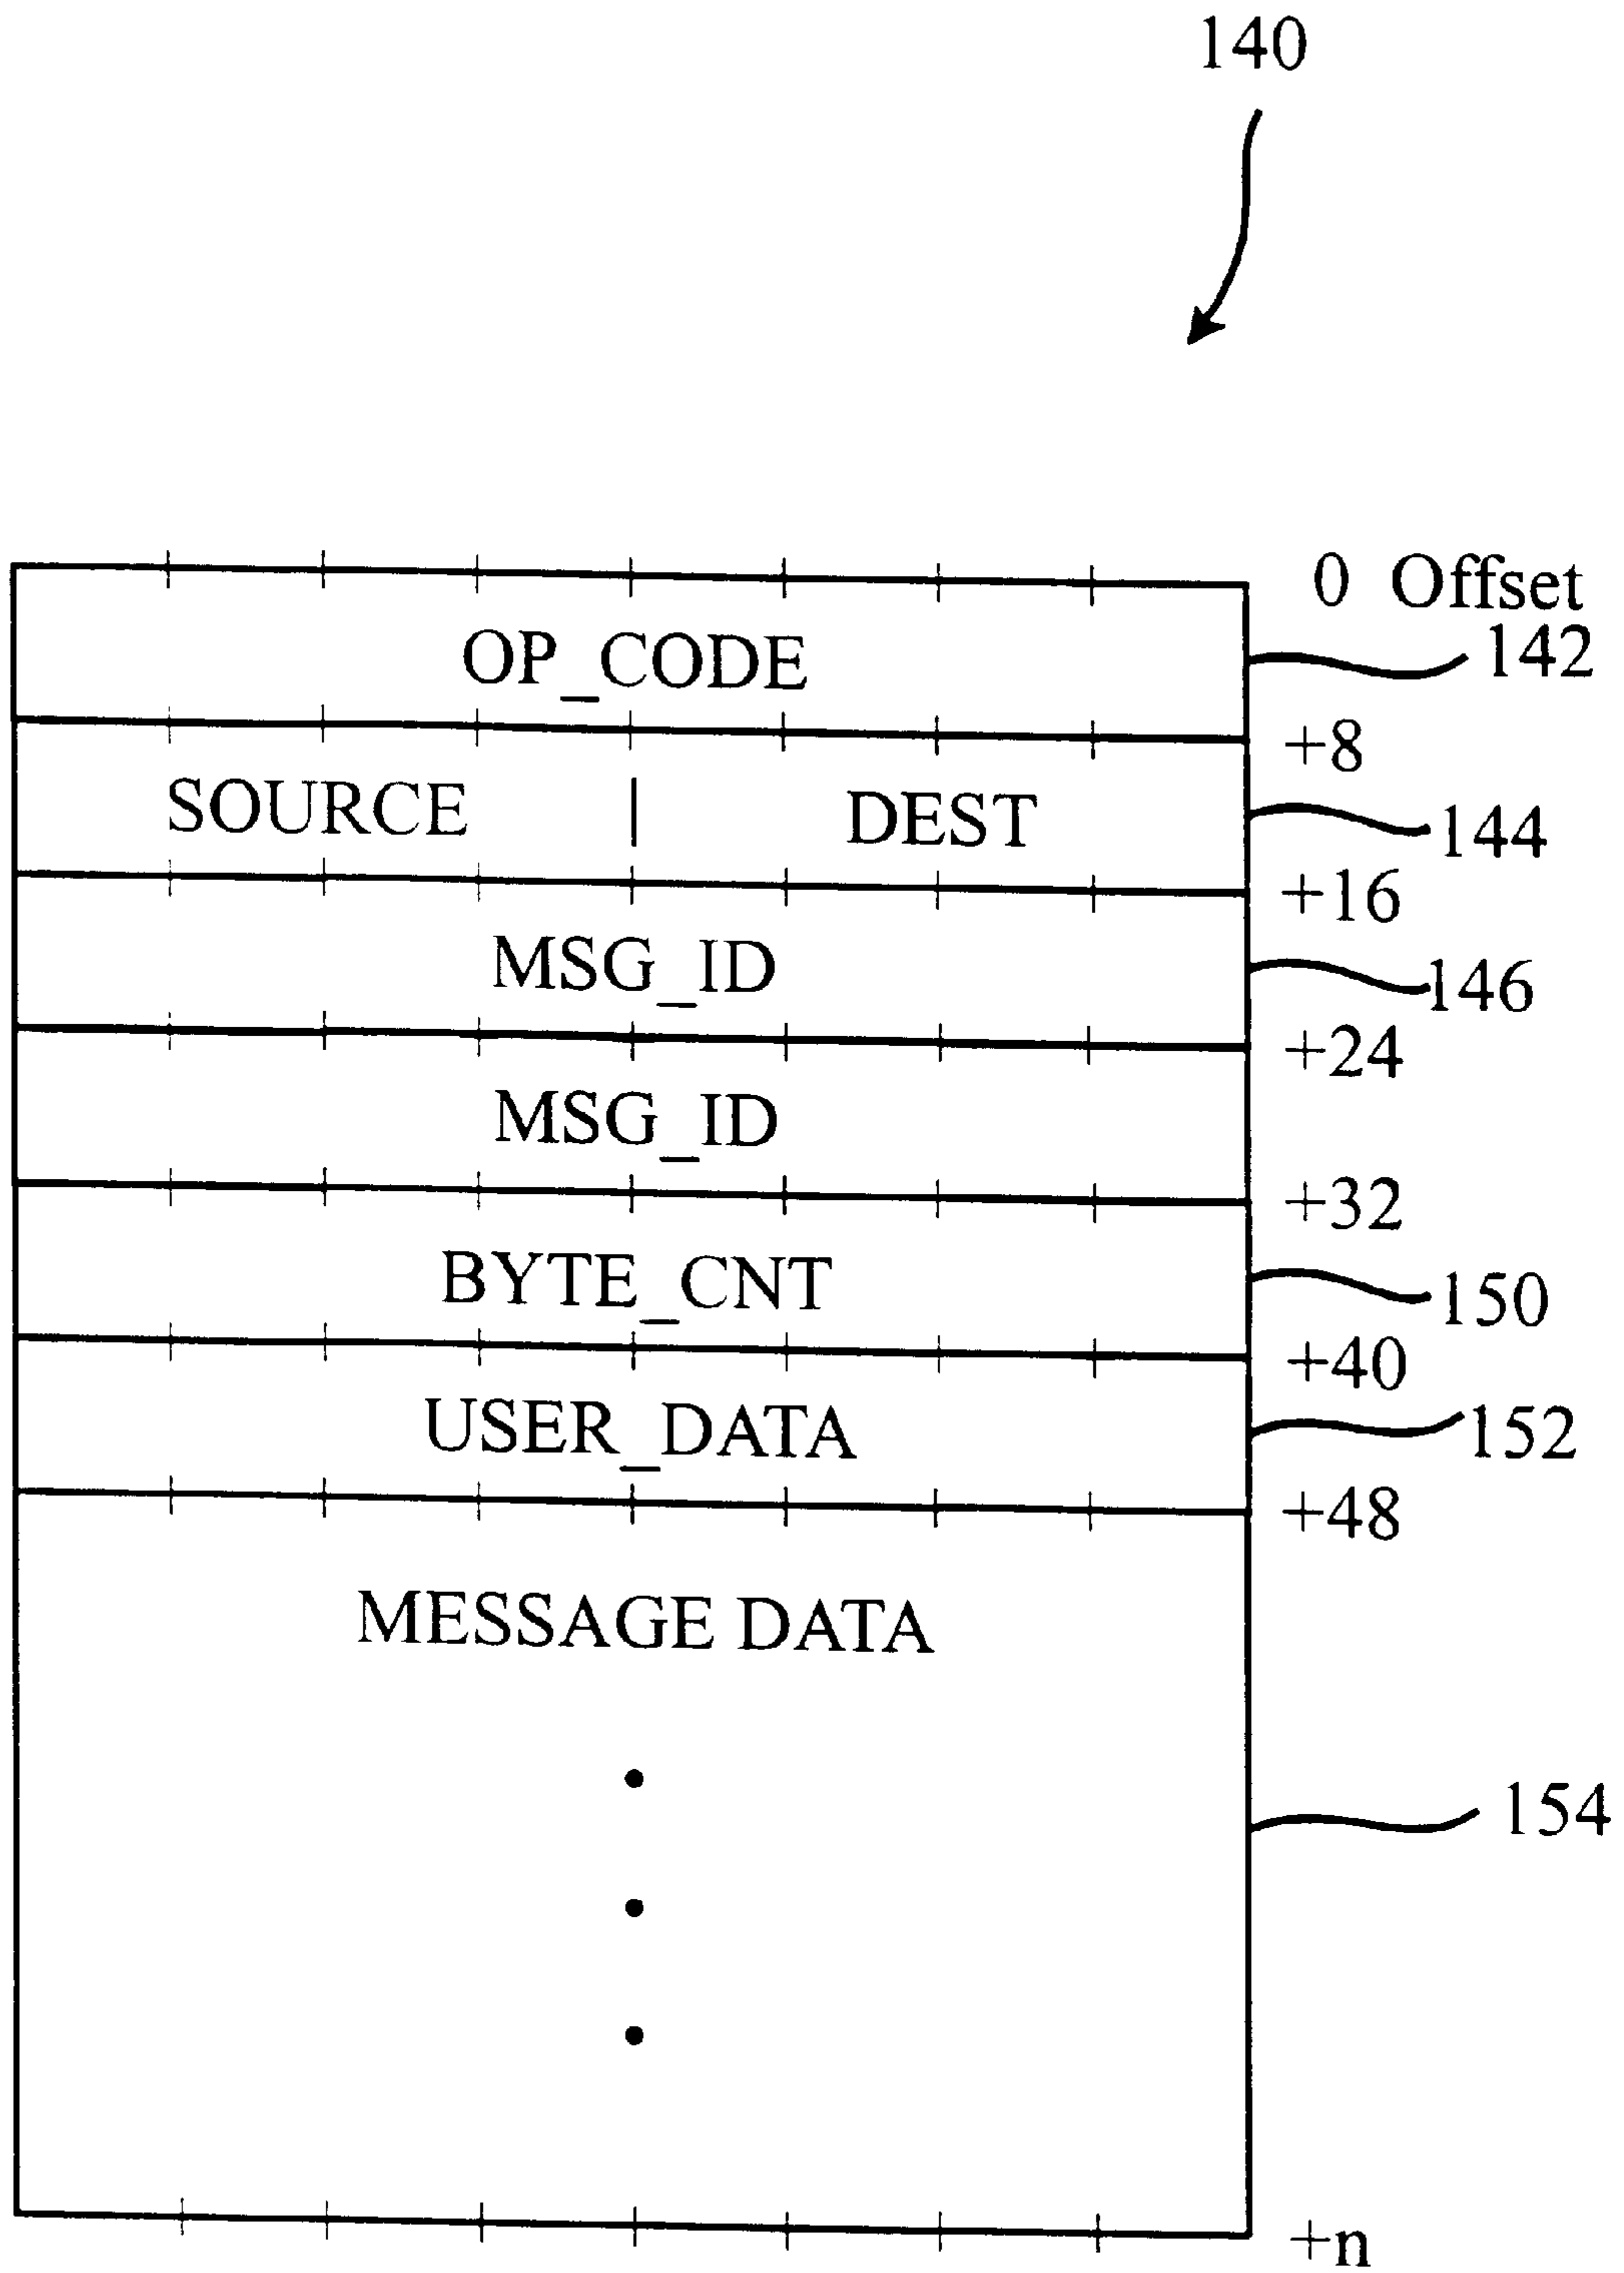 140
0 Offset
OP_CODE 142
+8
SOURCE | DEST 144
+16
MSG_ID 146
+24
MSG_ID
+32
BYTE_CNT 150
+40
USER_DATA 152
+48
MESSAGE DATA
154
+n